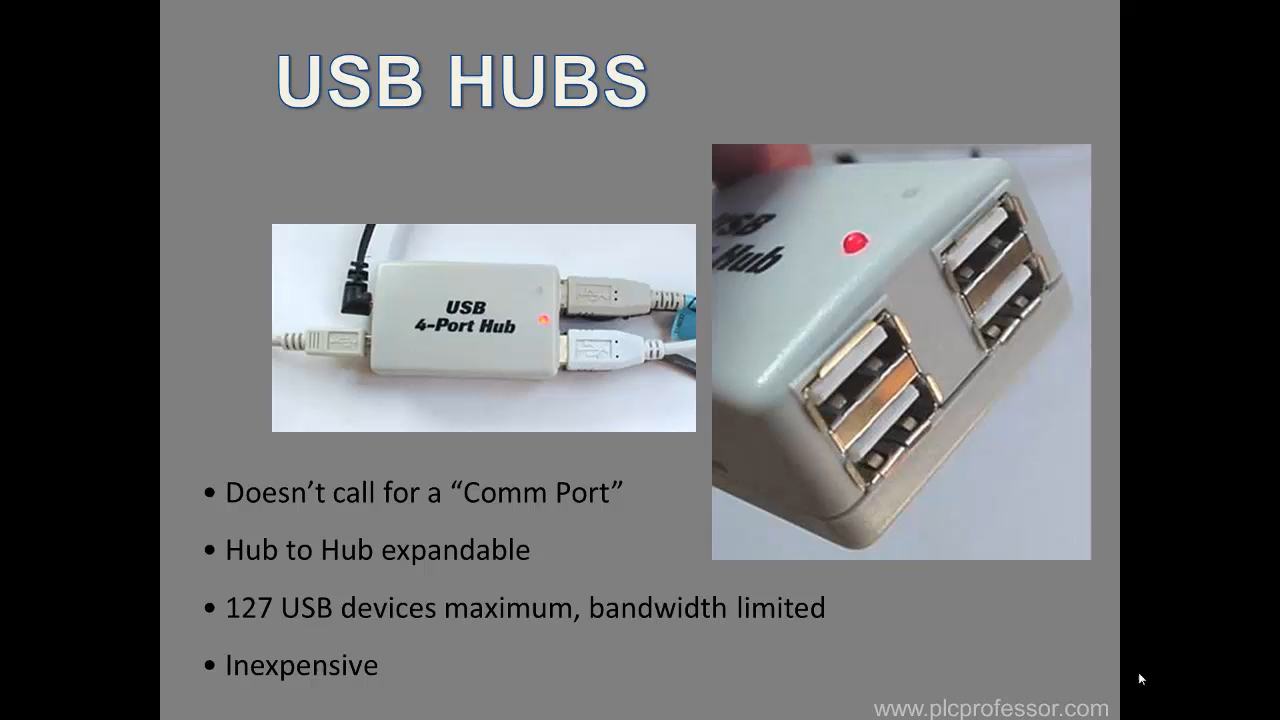 USB HUBS
USB
4-Port Hub
USB
Hub
• Doesn’t call for a “Comm Port”
• Hub to Hub expandable
• 127 USB devices maximum, bandwidth limited
• Inexpensive
www.plcprofessor.com